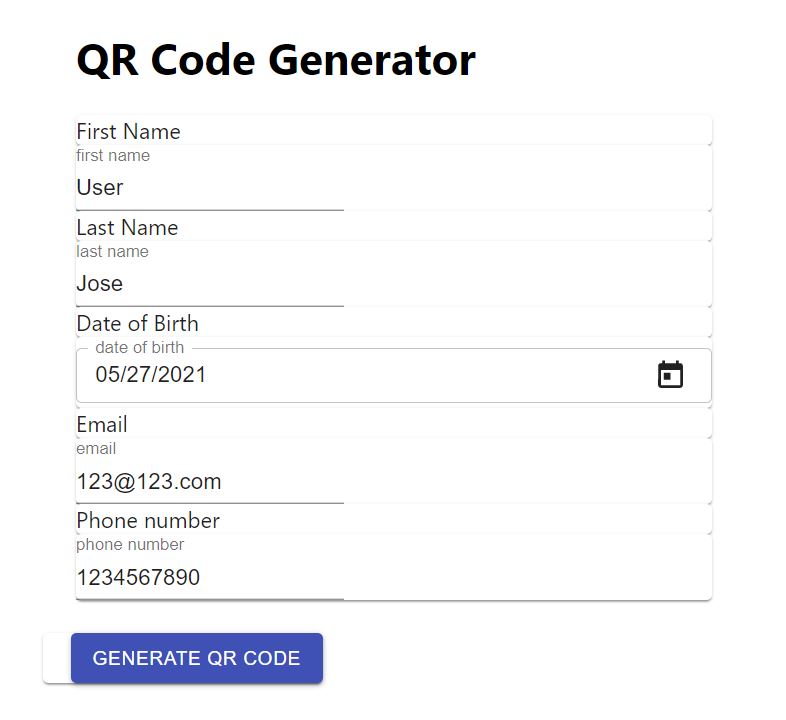 QR Code Generator
First Name
first name
User
Last Name
last name
Jose
Date of Birth
date of birth
05/27/2021
Email
email
123@123.com
Phone number
phone number
1234567890
GENERATE QR CODE